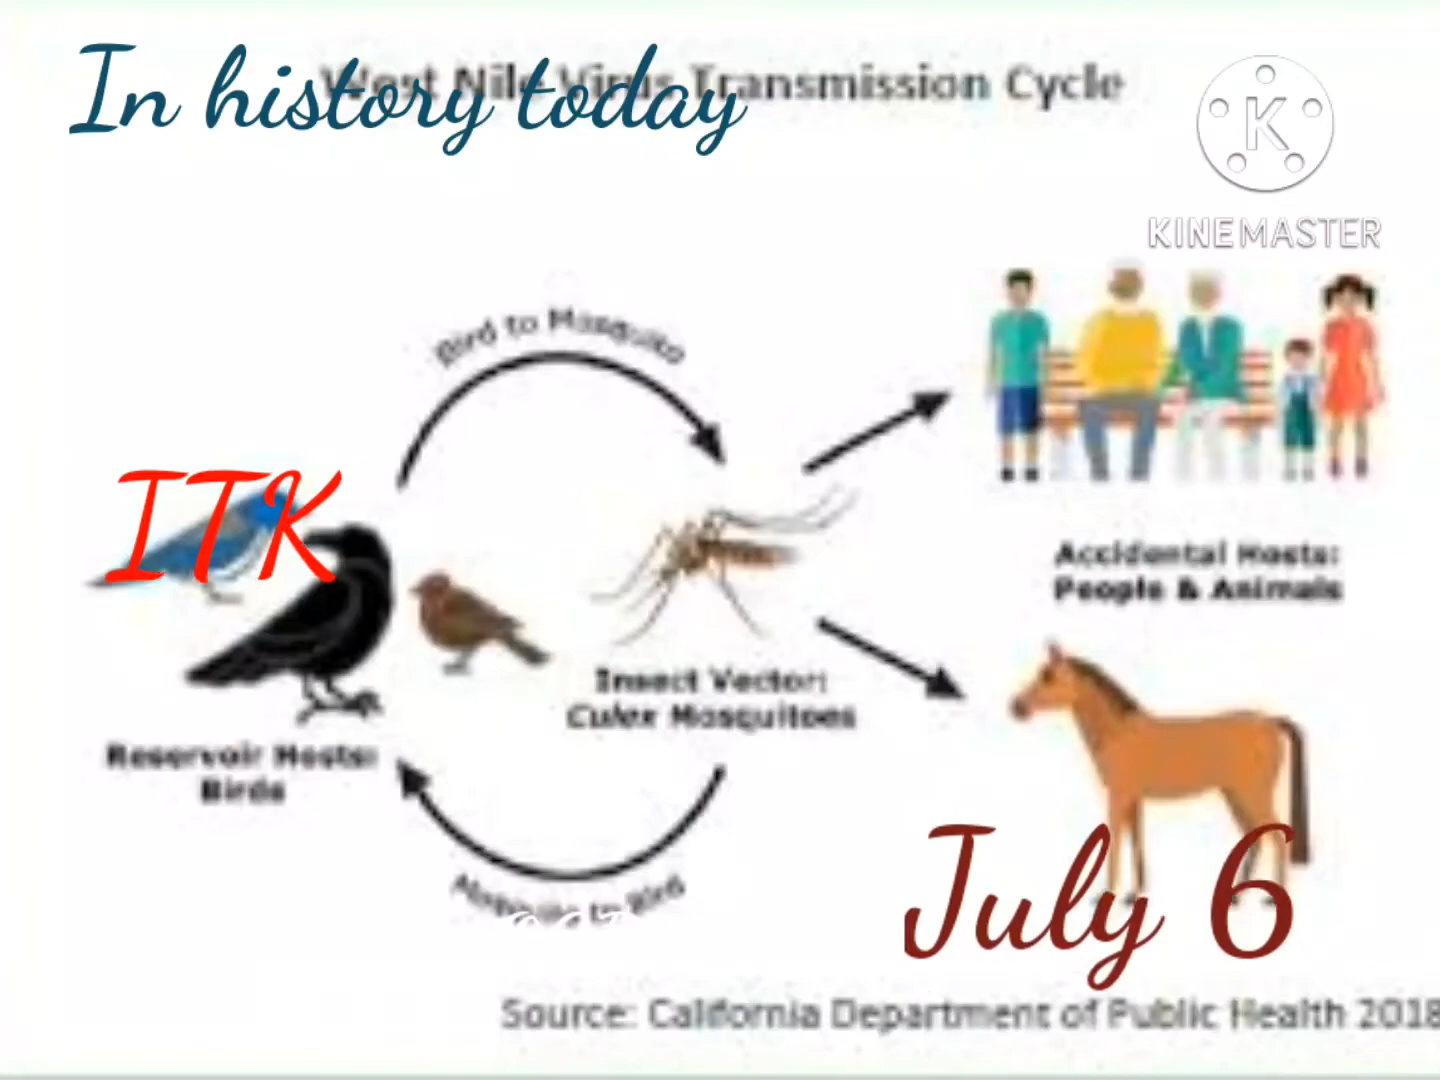 In history today
West Nile Virus Transmission Cycle
KINEMASTER
Bird to Mosquito
ITK
Accidental Hosts:
People & Animals
Insect Vector:
Culex Mosquitoes
Reservoir Hosts:
Birds
Mosquito to Bird
July 6
Source: California Department of Public Health 2018